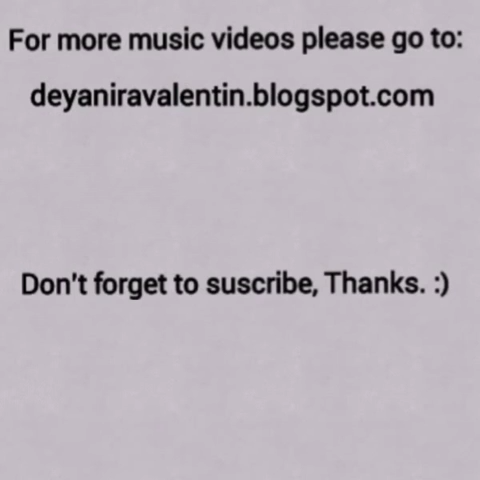 For more music videos please go to:
deyaniravalentin.blogspot.com
Don't forget to suscribe, Thanks. :)